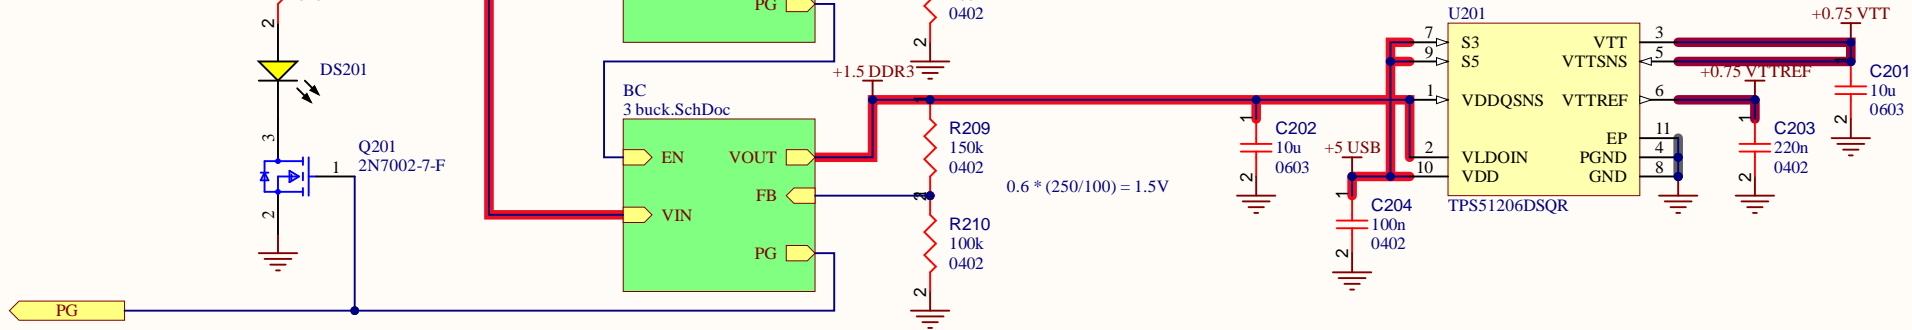 2
DS201
3
Q201
2N7002-7-F
1
2
PG
PG
0402
2
BC
3 buck.SchDoc
EN
VOUT
FB
VIN
PG
+1.5 DDR3
1
R209
150k
0402
2
R210
100k
0402
2
0.6 * (250/100) = 1.5V
1
C202
10u
0603
2
+5 USB
1
C204
100n
0402
2
U201
7
S3
9
S5
1
VDDQSNS
2
VLDOIN
10
VDD
VTT
3
VTTSNS
5
VTTREF
6
EP
11
PGND
4
GND
8
TPS51206DSQR
+0.75 VTT
C201
10u
0603
2
+0.75 VTTREF
1
C203
220n
0402
2